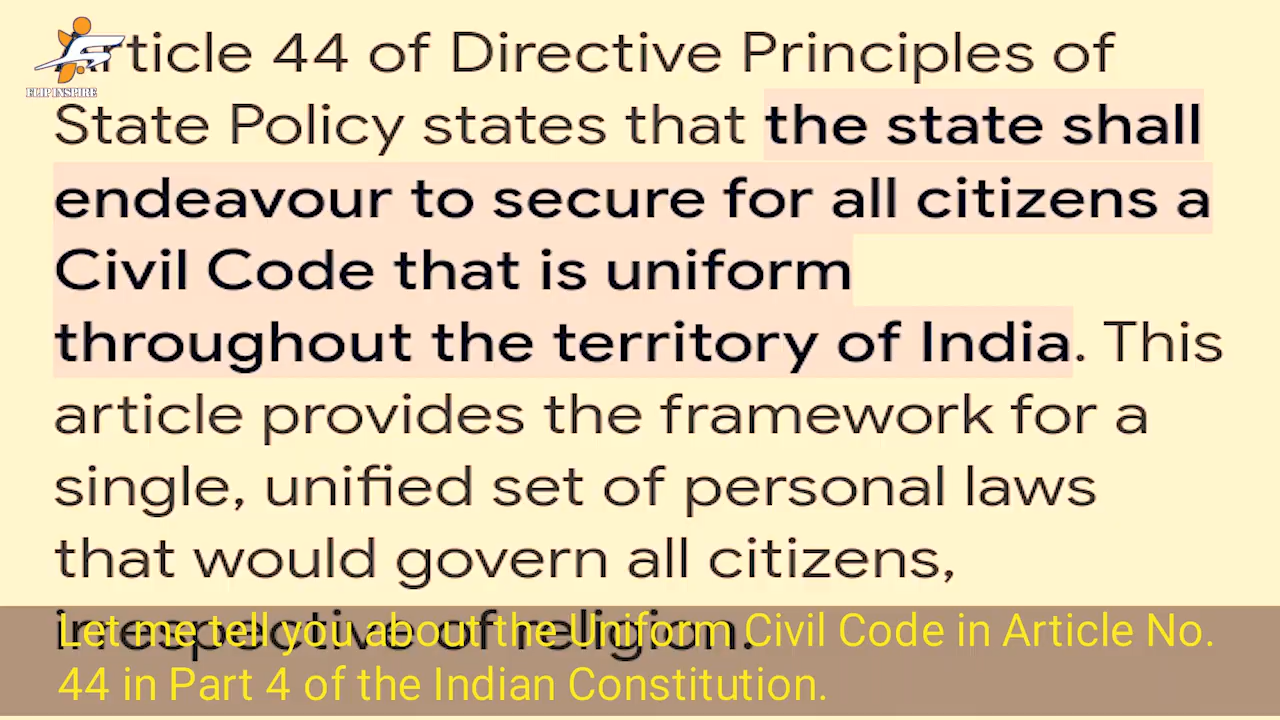 Article 44 of Directive Principles of
State Policy states that the state shall
endeavour to secure for all citizens a
Civil Code that is uniform
throughout the territory of India. This
article provides the framework for a
single, unified set of personal laws
that would govern all citizens,
irrespective of religion.
FLIP INSPIRE
Let me tell you about the Uniform Civil Code in Article No.
44 in Part 4 of the Indian Constitution.